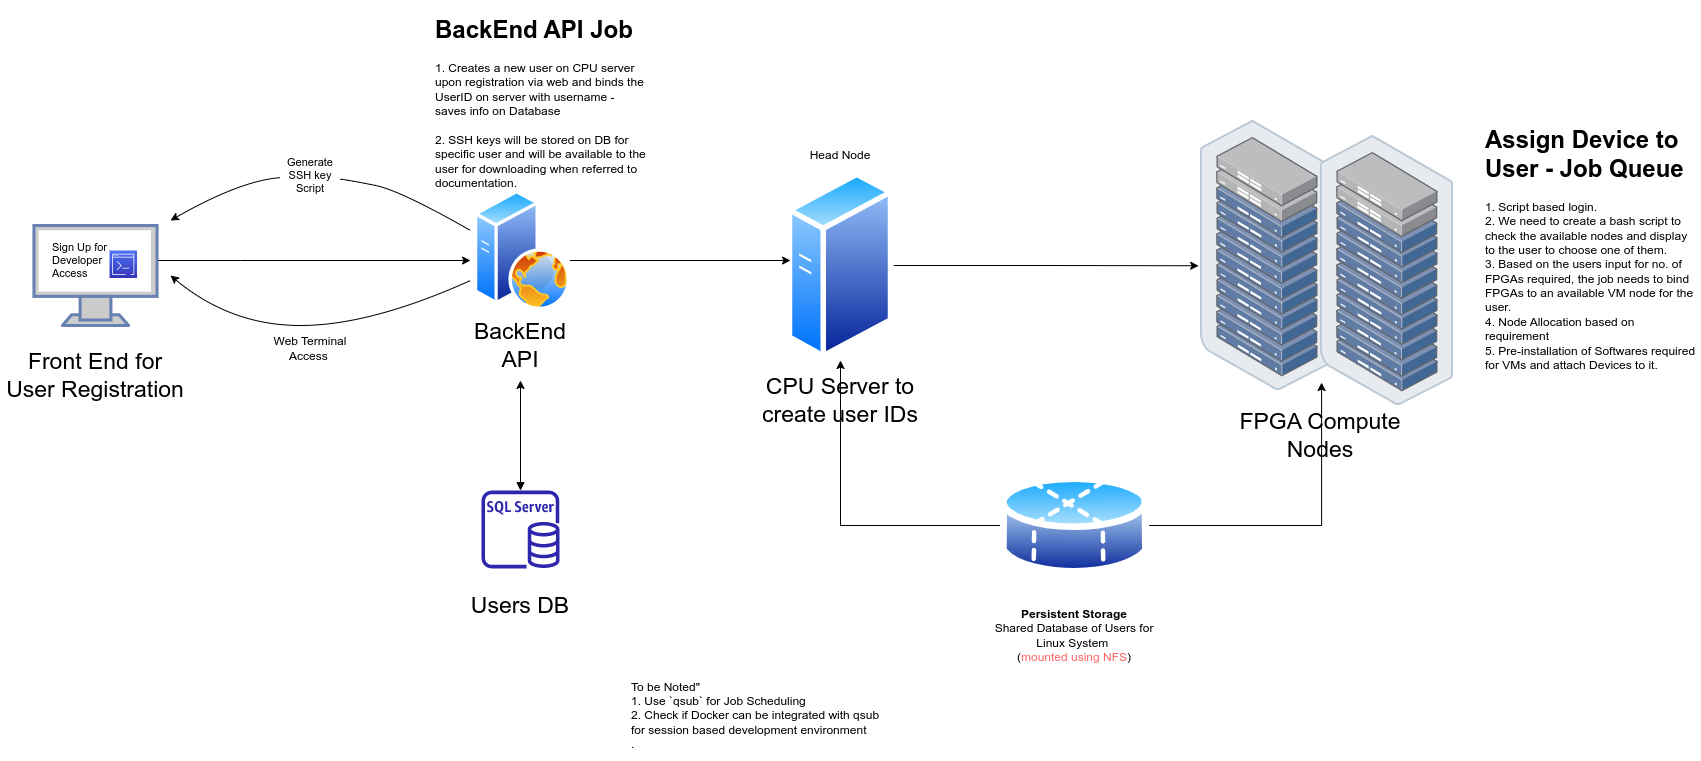 BackEnd API Job
1. Creates a new user on CPU server
upon registration via web and binds the
UserID on server with username -
saves info on Database
2. SSH keys will be stored on DB for
specific user and will be available to the
user for downloading when referred to
documentation.
Generate
SSH key
Script
Sign Up for
Developer
Access
Front End for
User Registration
Web Terminal
Access
BackEnd
API
SQL Server
Users DB
Head Node
CPU Server to
create user IDs
FPGA Compute
Nodes
Assign Device to
User - Job Queue
1. Script based login.
2. We need to create a bash script to
check the available nodes and display
to the user to choose one of them.
3. Based on the users input for no. of
FPGAs required, the job needs to bind
FPGAs to an available VM node for the
user.
4. Node Allocation based on
requirement
5. Pre-installation of Softwares required
for VMs and attach Devices to it.
Persistent Storage
Shared Database of Users for
Linux System
(mounted using NFS)
To be Noted"
1. Use `qsub` for Job Scheduling
2. Check if Docker can be integrated with qsub
for session based development environment
.